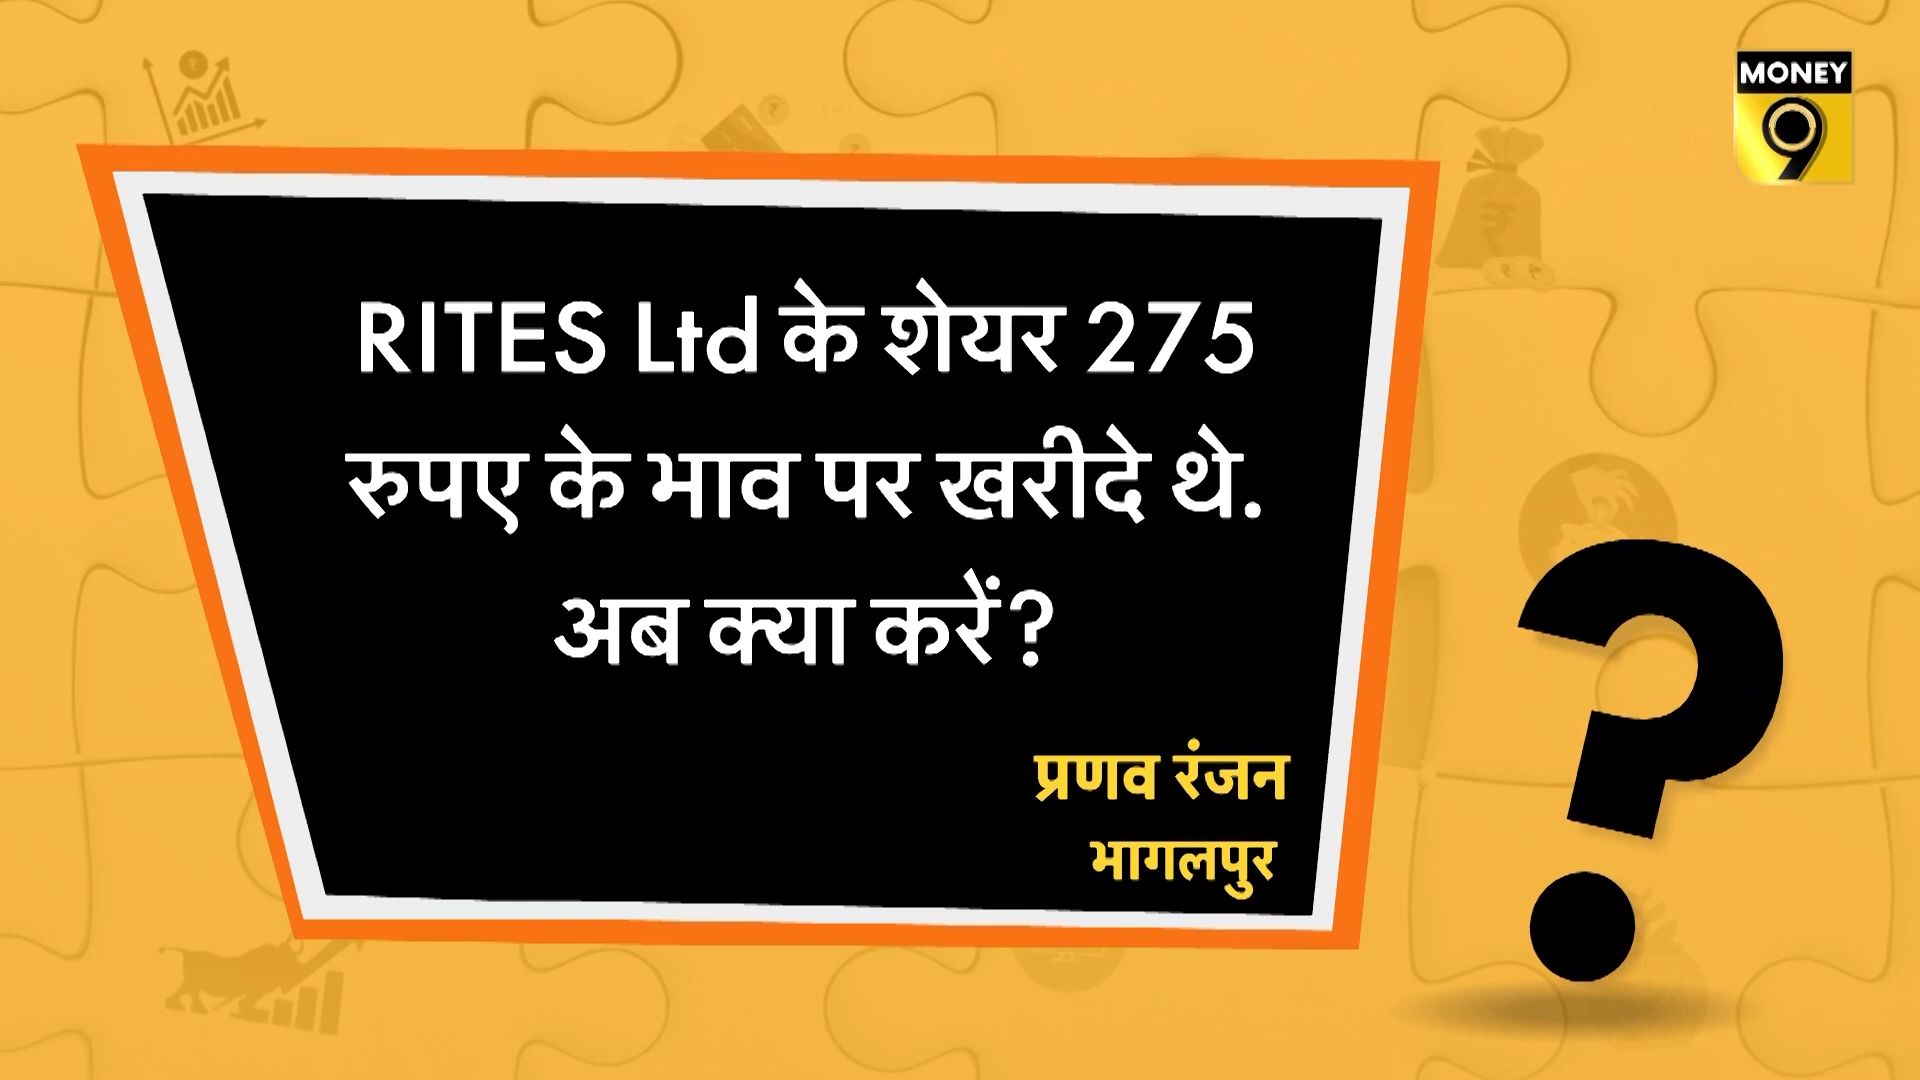 MONEY
9
RITES Ltd के शेयर 275
रुपए के भाव पर खरीदे थे.
अब क्या करें?
प्रणव रंजन
भागलपुर
?